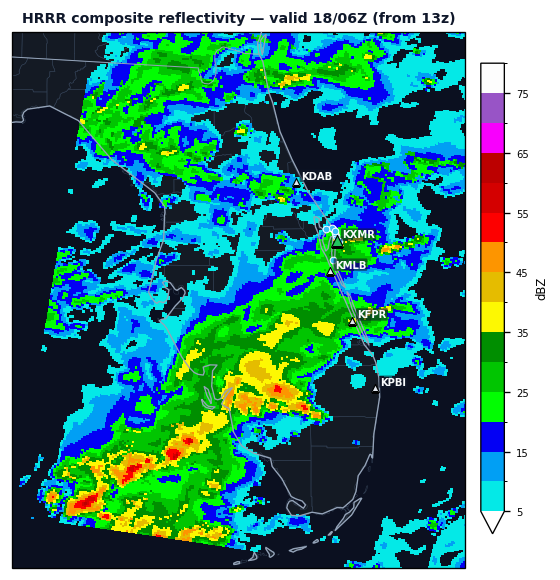 HRRR composite reflectivity — valid 18/06Z (from 13z)
KDAB
KXMR
KMLB
KFPR
KPBI
75
65
55
45
35
25
15
5
dBZ